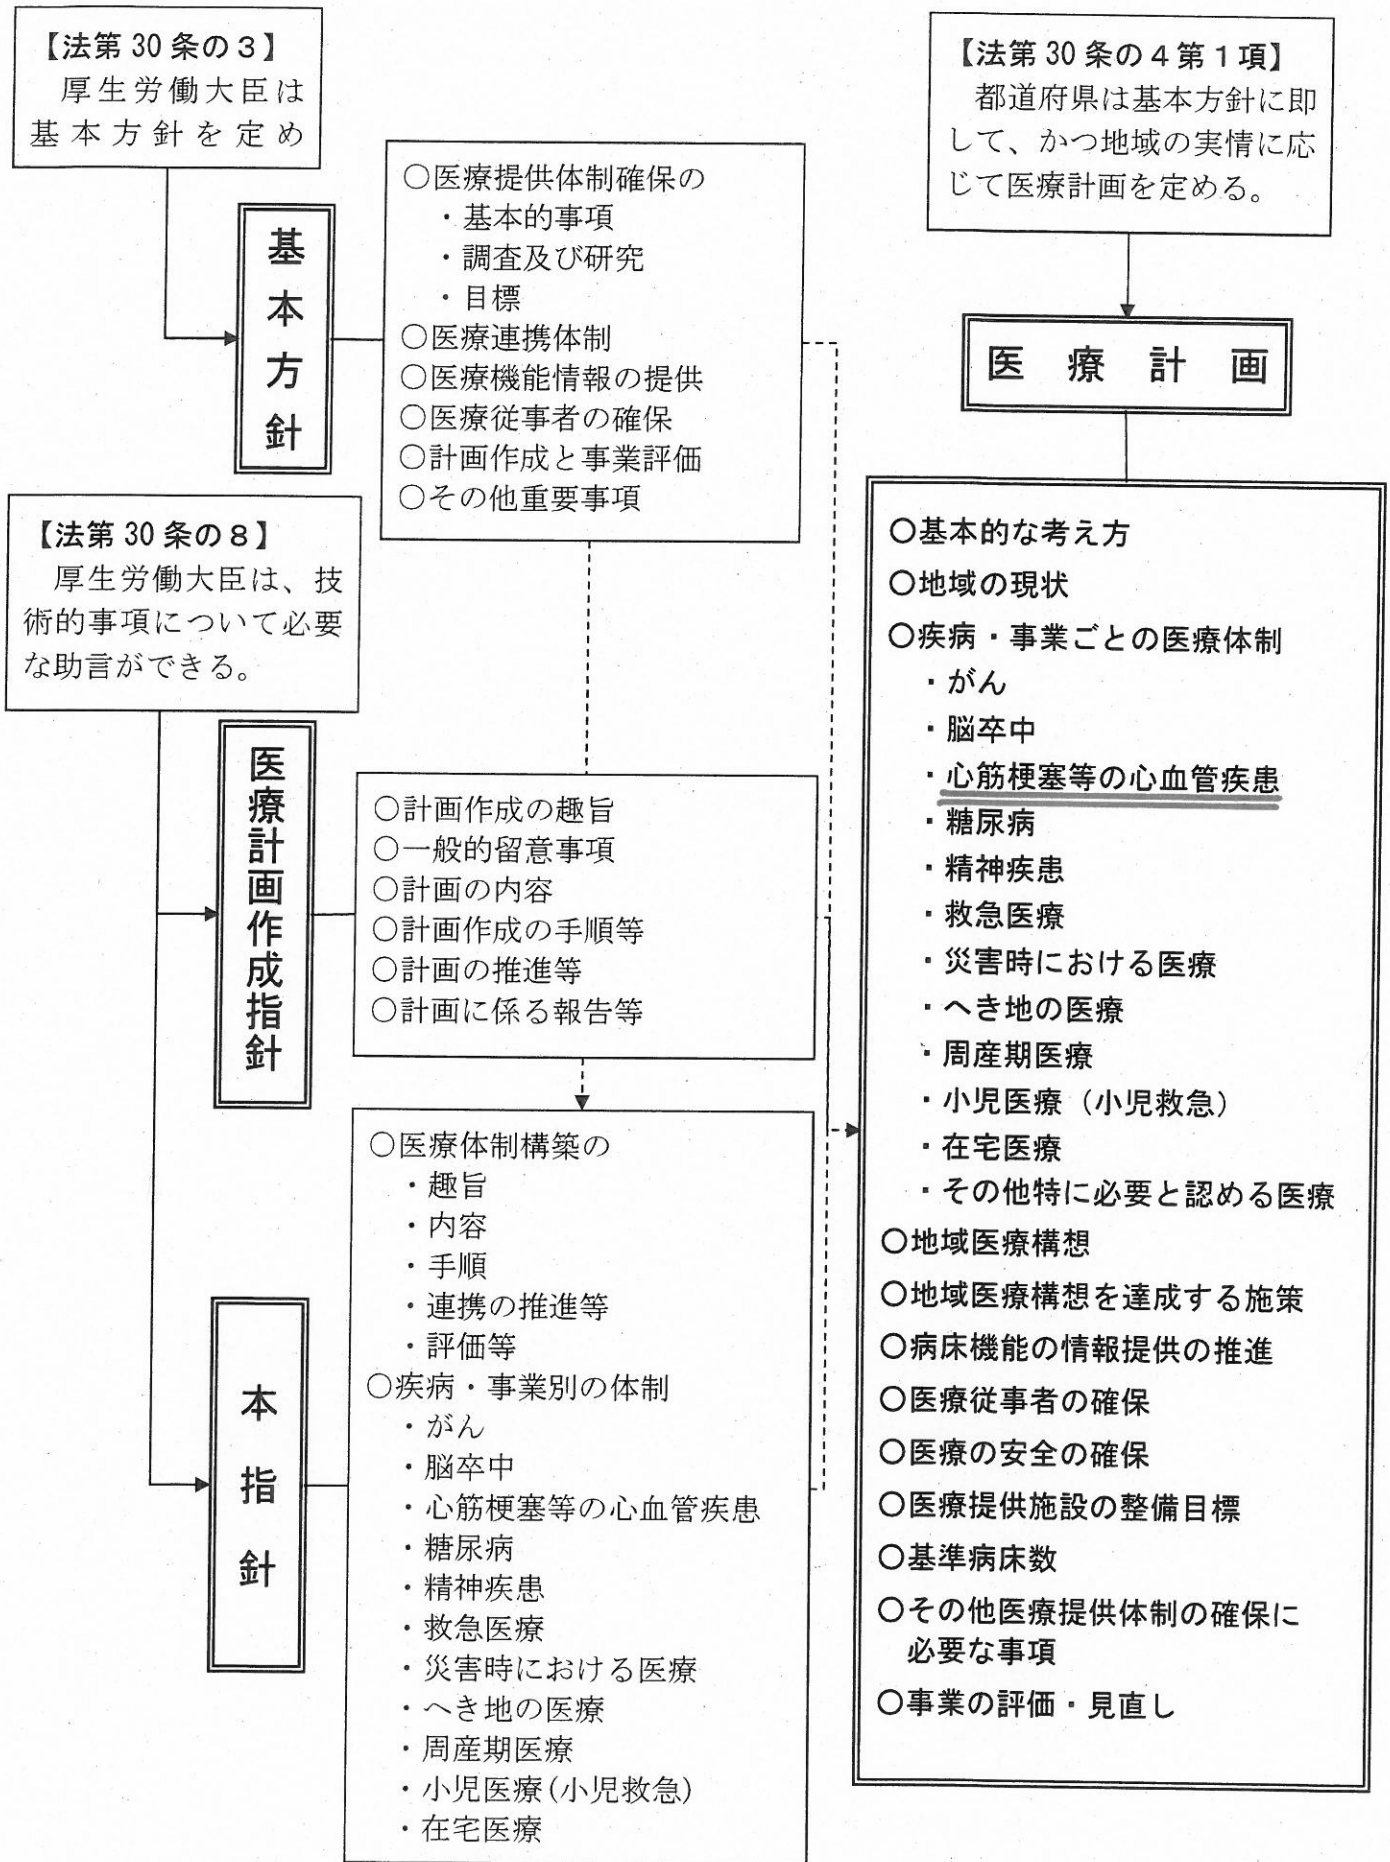 【法第30条の3】
厚生労働大臣は
基本方針を定め
基本方針
○医療提供体制確保の
・基本的事項
・調査及び研究
・目標
○医療連携体制
○医療機能情報の提供
○医療従事者の確保
○計画作成と事業評価
○その他重要事項
【法第30条の8】
厚生労働大臣は、技
術的事項について必要
な助言ができる。
医療計画作成指針
○計画作成の趣旨
○一般的留意事項
○計画の内容
○計画作成の手順等
○計画の推進等
○計画に係る報告等
本指針
○医療体制構築の
・趣旨
・内容
・手順
・連携の推進等
・評価等
○疾病・事業別の体制
・がん
・脳卒中
・心筋梗塞等の心血管疾患
・糖尿病
・精神疾患
・救急医療
・災害時における医療
・へき地の医療
・周産期医療
・小児医療(小児救急)
・在宅医療
【法第30条の4第1項】
都道府県は基本方針に即
して、かつ地域の実情に応
じて医療計画を定める。
医療計画
○基本的な考え方
○地域の現状
○疾病・事業ごとの医療体制
・がん
・脳卒中
・心筋梗塞等の心血管疾患
・糖尿病
・精神疾患
・救急医療
・災害時における医療
・へき地の医療
・周産期医療
・小児医療（小児救急）
・在宅医療
・その他特に必要と認める医療
○地域医療構想
○地域医療構想を達成する施策
○病床機能の情報提供の推進
○医療従事者の確保
○医療の安全の確保
○医療提供施設の整備目標
○基準病床数
○その他医療提供体制の確保に
必要な事項
○事業の評価・見直し